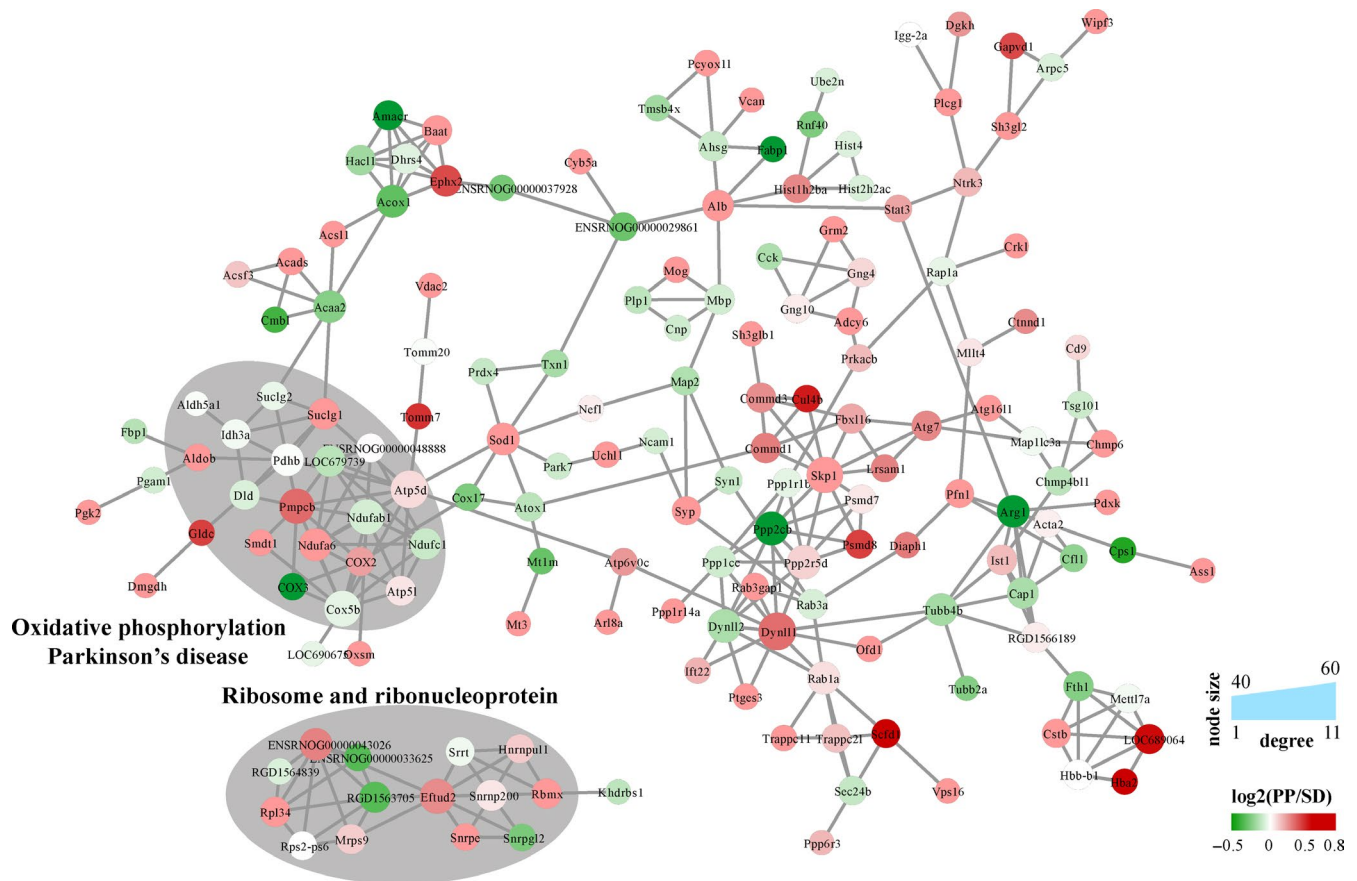 Igg-2a
Dgkh
Wipf3
Gapvd1
Arpc5
Pcyox1l
Ube2n
Tmsb4x
Vcan
Plcg1
Sh3gl2
Amacr
Baat
Rnf40
Ahsg
Fabp1
Hist4
Hacl1
Dhrs4
Cyb5a
Ephx2
ENSRNOG00000037928
Hist1h2ba
Hist2h2ac
Ntrk3
Acox1
Alb
Stat3
ENSRNOG00000029861
Acsl1
Grm2
Crkl
Acsf3
Acads
Cck
Gng4
Rap1a
Mog
Vdac2
Plp1
Mbp
Gng10
Acaa2
Cmbl
Cnp
Adcy6
Ctnnd1
Sh3glb1
Tomm20
Prkacb
Mllt4
Cd9
Prdx4
Txn1
Map2
Suclg2
Commd3
Cul4b
Aldh5a1
Suclg1
Tomm7
Nefl
Fbxl16
Atg16l1
Tsg101
Fbp1
Idh3a
ENSRNOG00000048888
Sod1
Ncam1
Commd1
Atg7
Map1lc3a
Chmp6
Aldob
Pdhb
LOC679739
Uchl1
Park7
Lrsam1
Pgam1
Atp5d
Skp1
Chmp4bl1
Dld
Cox17
Atox1
Syn1
Ppp1r1b
Psmd7
Pfn1
Pdxk
Pgk2
Pmpcb
Syp
Arg1
Ndufab1
Ppp2cb
Acta2
Gldc
Smdt1
Ndufa6
Ndufc1
Psmd8
Diaph1
Cps1
COX2
Mt1m
Atp6v0c
Ppp1cc
Ppp2r5d
Ist1
Cfl1
Ass1
Dmgdh
COX3
Atp5l
Rab3gap1
Cap1
Cox5b
Ppp1r14a
Rab3a
Tubb4b
Oxidative phosphorylation
Parkinson's disease
Mt3
Arl8a
Dynll2
Dynll1
RGD1566189
LOC690675
Oxsm
Ofd1
Ift22
Rab1a
Tubb2a
Fth1
Ribosome and ribonucleoprotein
Ptges3
Mettl7a
node size
40
60
1
degree
11
Trappc11
Trappc2l
Scfd1
Cstb
LOC689064
ENSRNOG00000043026
Srrt
Hnrnpul1
ENSRNOG00000033625
Hbb-b1
Hba2
RGD1564839
RGD1563705
Eftud2
Snrnp200
Rbmx
Khdrbs1
Sec24b
Vps16
Rpl34
log2(PP/SD)
Rps2-ps6
Mrps9
Snrpe
Snrpgl2
Ppp6r3
−0.5
0
0.5
0.8